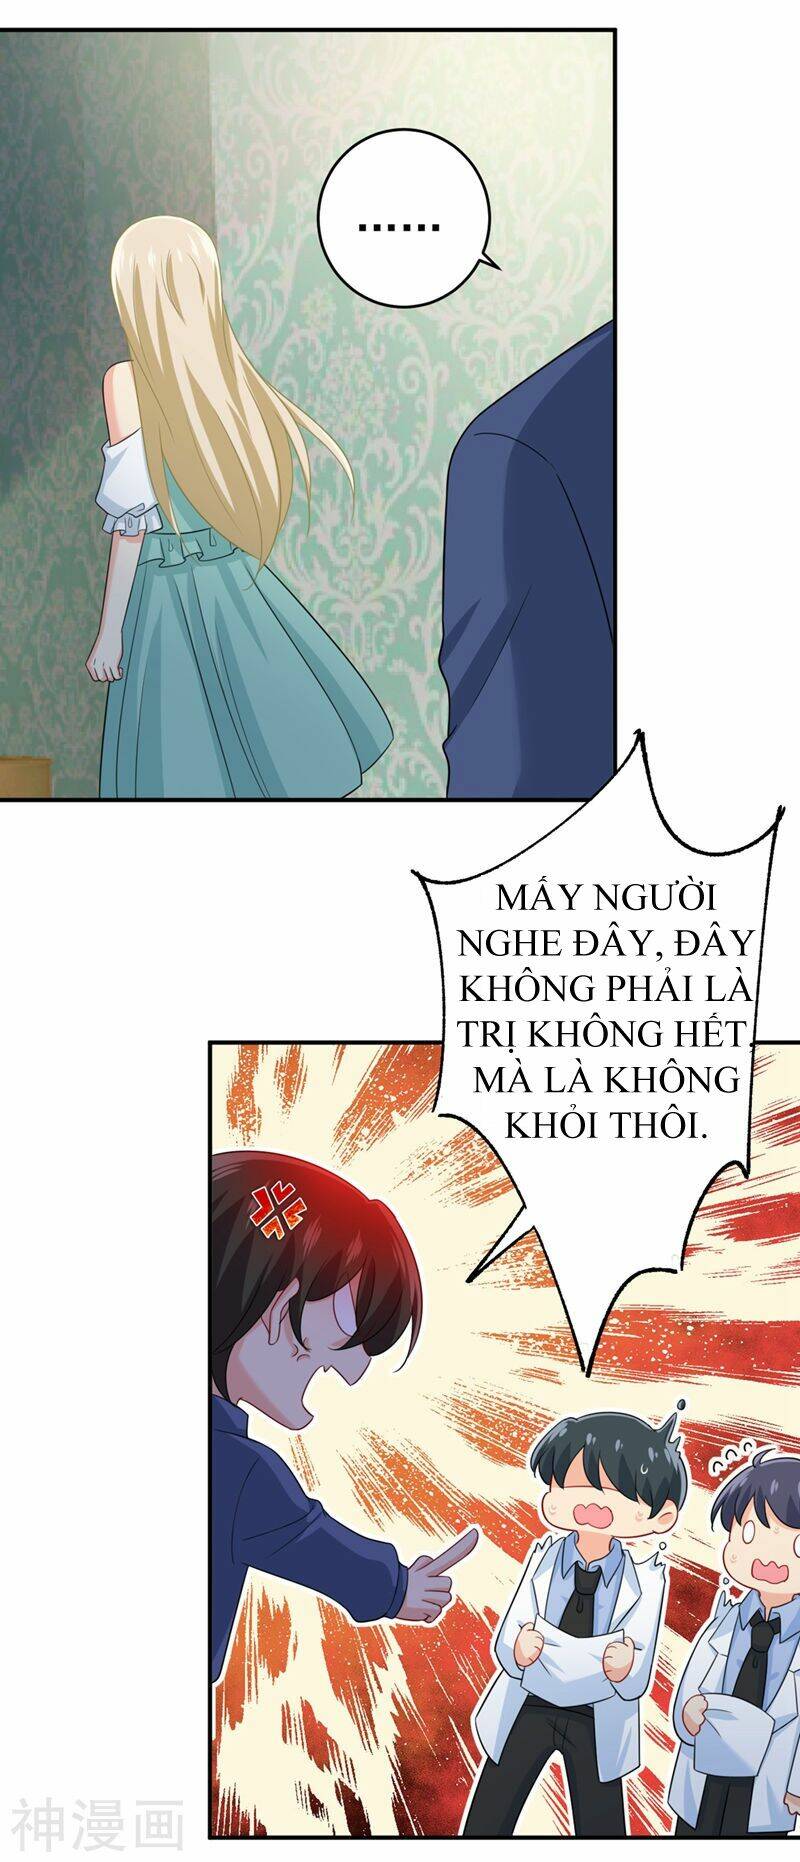 ......
MẤY NGƯỜI
NGHE ĐÂY, ĐÂY
KHÔNG PHẢI LÀ
TRỊ KHÔNG HẾT.
MÀ LÀ KHÔNG
KHỎI THÔI.
神漫画